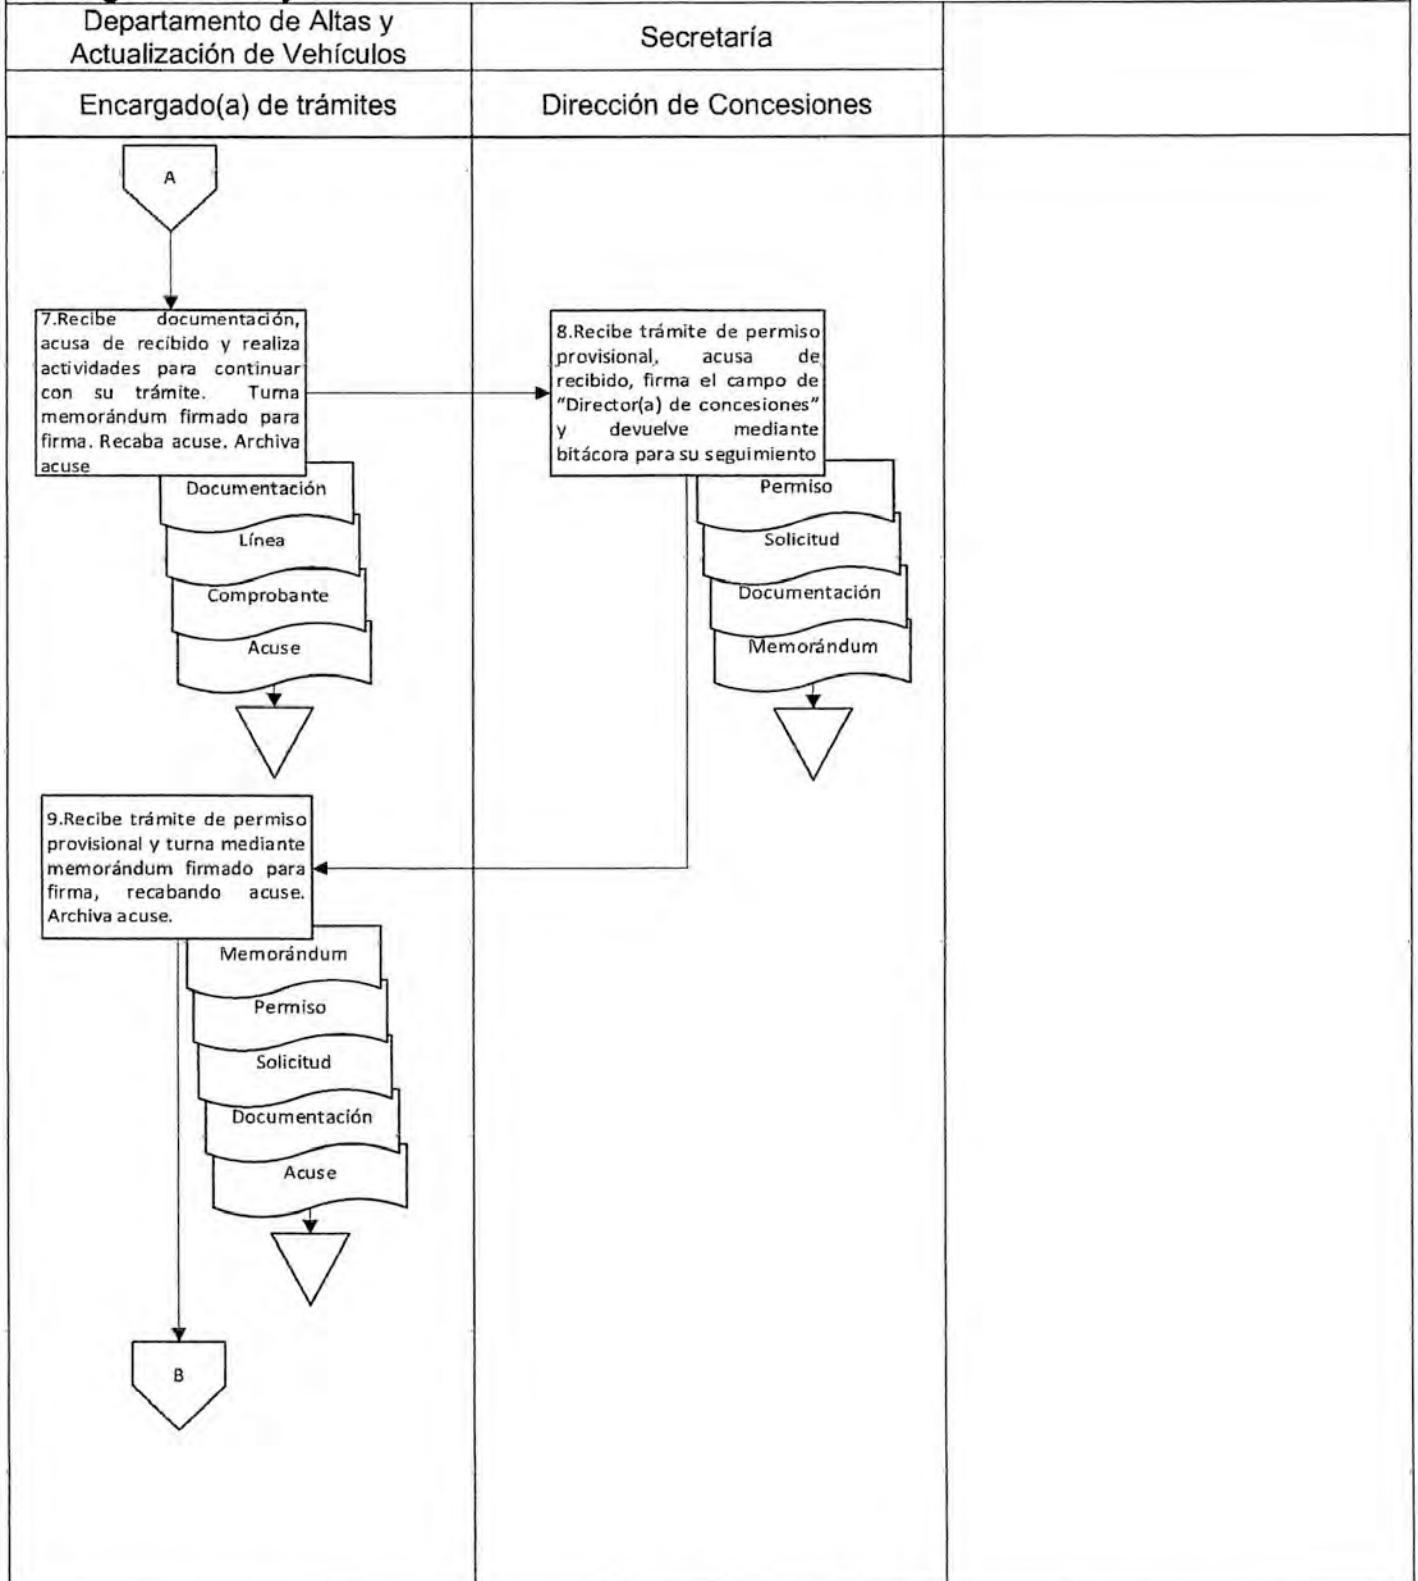 Departamento de Altas y
Actualización de Vehículos
Secretaría
Encargado(a) de trámites
Dirección de Concesiones
A
7.Recibe documentación,
acusa de recibido y realiza
actividades para continuar
con su trámite. Turna
memorándum firmado para
firma. Recaba acuse. Archiva
acuse
Documentación
Línea
Comprobante
Acuse
8.Recibe trámite de permiso
provisional, acusa de
recibido, firma el campo de
"Director(a) de concesiones"
y devuelve mediante
bitácora para su seguimiento
Permiso
Solicitud
Documentación
Memorándum
9.Recibe trámite de permiso
provisional y turna mediante
memorándum firmado para
firma, recabando acuse.
Archiva acuse.
Memorándum
Permiso
Solicitud
Documentación
Acuse
B